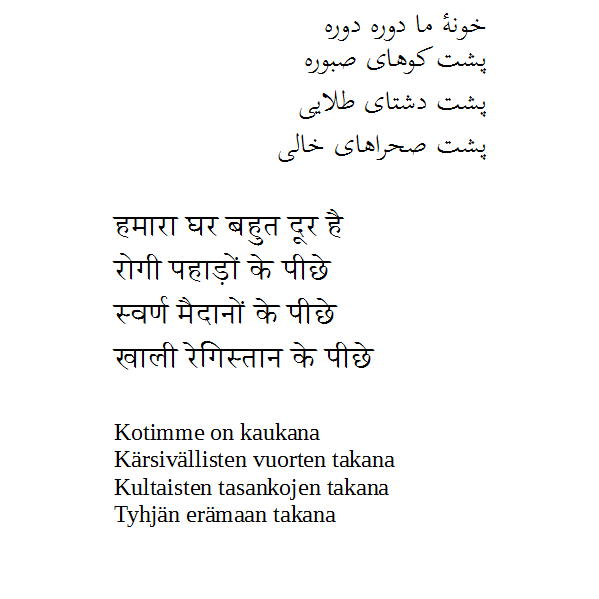 خونهٔ ما دوره دوره
پشت کوهای صبوره
پشت دشتای طلایی
پشت صحراهای خالی
हमारा घर बहुत दूर है
रोगी पहाड़ों के पीछे
स्वर्ण मैदानों के पीछे
खाली रेगिस्तान के पीछे
Kotimme on kaukana
Kärsivällisten vuorten takana
Kultaisten tasankojen takana
Tyhjän erämaan takana